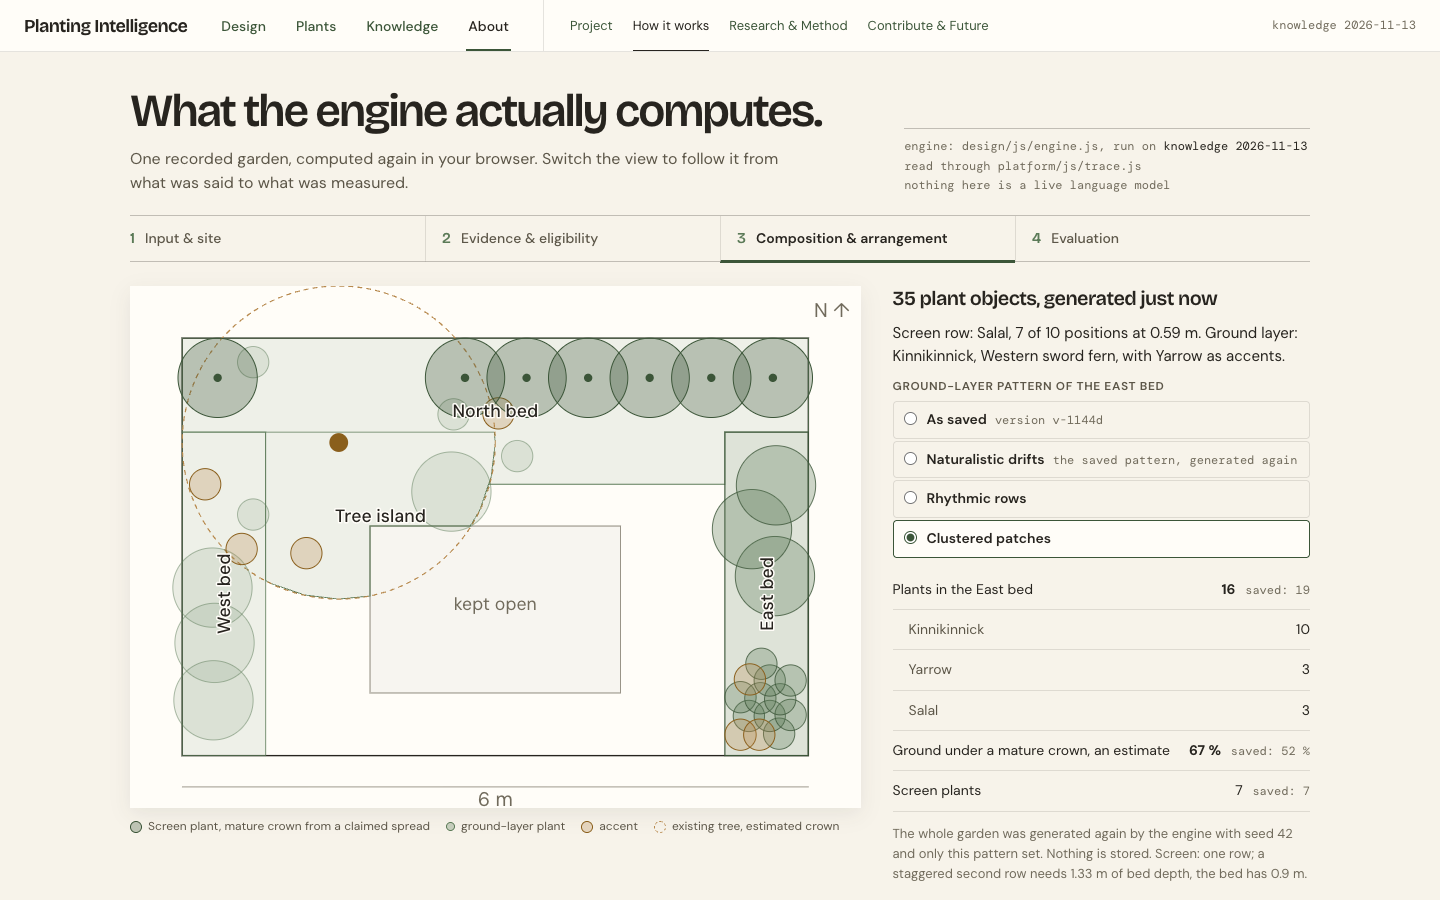 Planting Intelligence
Design
Plants
Knowledge
About
Project
How it works
Research & Method
Contribute & Future
knowledge 2026-11-13
What the engine actually computes.
One recorded garden, computed again in your browser. Switch the view to follow it from
what was said to what was measured.
engine: design/js/engine.js, run on knowledge 2026-11-13
read through platform/js/trace.js
nothing here is a live language model
1 Input & site
2 Evidence & eligibility
3 Composition & arrangement
4 Evaluation
N ↑
North bed
Tree island
West bed
kept open
East bed
6 m
Screen plant, mature crown from a claimed spread
ground-layer plant
accent
existing tree, estimated crown
35 plant objects, generated just now
Screen row: Salal, 7 of 10 positions at 0.59 m. Ground layer:
Kinnikinnick, Western sword fern, with Yarrow as accents.
GROUND-LAYER PATTERN OF THE EAST BED
As saved version v-1144d
Naturalistic drifts the saved pattern, generated again
Rhythmic rows
Clustered patches
Plants in the East bed 16 saved: 19
Kinnikinnick 10
Yarrow 3
Salal 3
Ground under a mature crown, an estimate 67 % saved: 52 %
Screen plants 7 saved: 7
The whole garden was generated again by the engine with seed 42
and only this pattern set. Nothing is stored. Screen: one row; a
staggered second row needs 1.33 m of bed depth, the bed has 0.9 m.